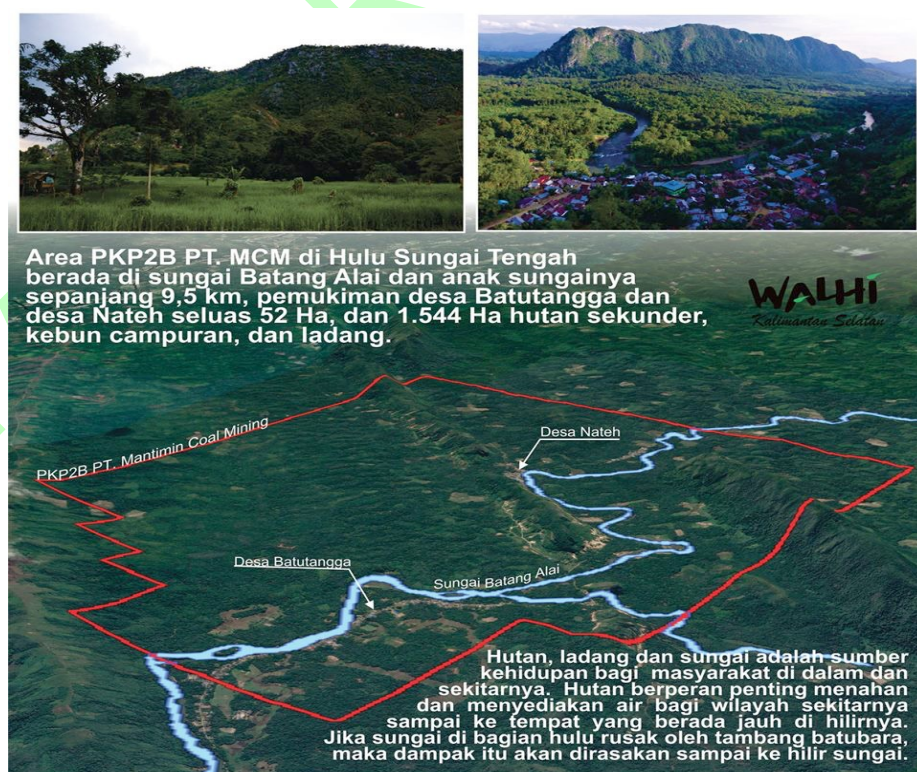 Area PKP2B PT. MCM di Hulu Sungai Tengah
berada di sungai Batang Alai dan anak sungainya
sepanjang 9,5 km, pemukiman desa Batutangga dan
desa Nateh seluas 52 Ha, dan 1.544 Ha hutan sekunder,
kebun campuran, dan ladang.
WALHI
Kalimantan Selatan
PKP2B PT. Mantimin Coal Mining
Desa Nateh
Desa Batutangga
Sungai Batang Alai
Hutan, ladang dan sungai adalah sumber
kehidupan bagi masyarakat di dalam dan
sekitarnya. Hutan berperan penting menahan
dan menyediakan air bagi wilayah sekitarnya
sampai ke tempat yang berada jauh di hilirnya.
Jika sungai di bagian hulu rusak oleh tambang batubara,
maka dampak itu akan dirasakan sampai ke hilir sungai.